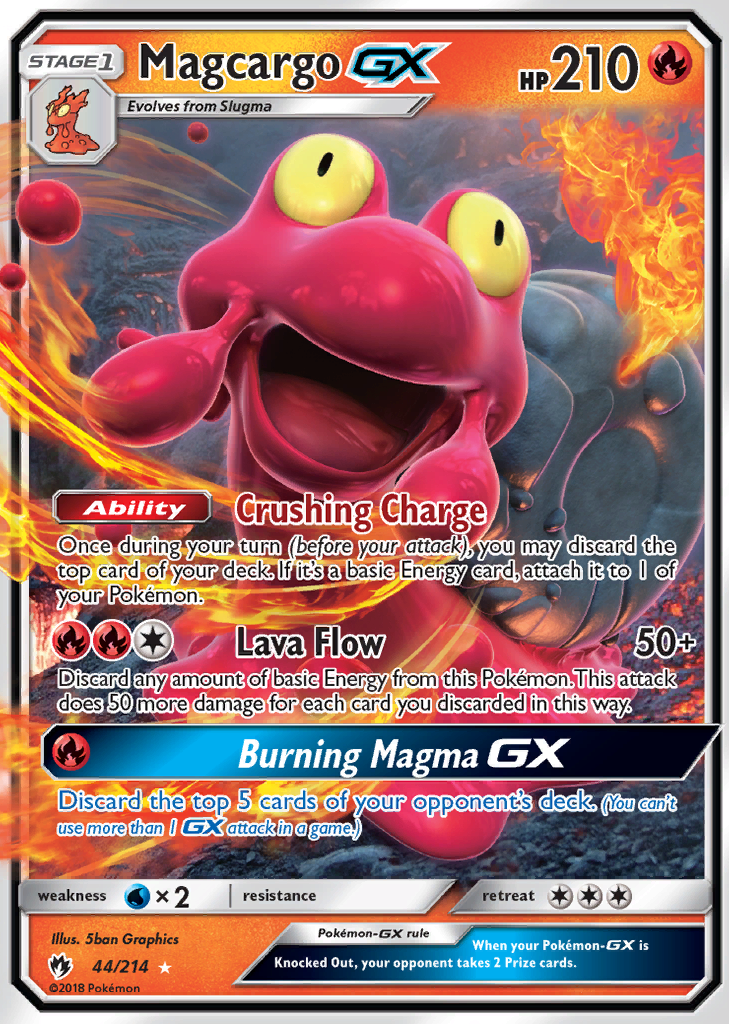 STAGE1 Magcargo GX HP210
Evolves from Slugma
Ability Crushing Charge
Once during your turn (before your attack), you may discard the
top card of your deck. If it's a basic Energy card, attach it to 1 of
your Pokémon.
Lava Flow 50+
Discard any amount of basic Energy from this Pokémon. This attack
does 50 more damage for each card you discarded in this way.
Burning Magma GX
Discard the top 5 cards of your opponent's deck. (You can't
use more than 1 GX attack in a game.)
weakness ×2 resistance retreat
Illus. 5ban Graphics
44/214
©2018 Pokémon
Pokémon-GX rule
When your Pokémon-GX is
Knocked Out, your opponent takes 2 Prize cards.